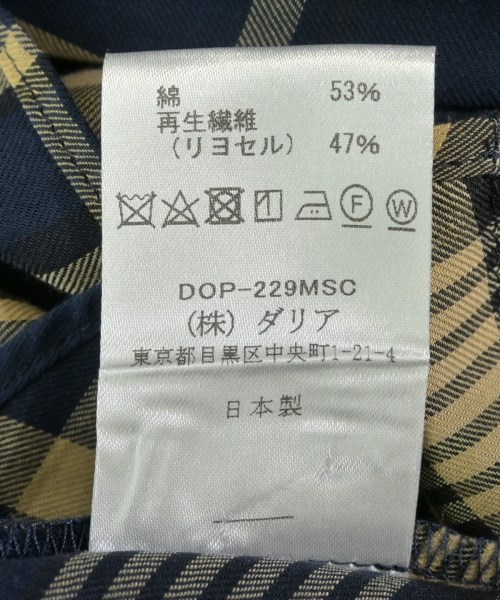 綿 53%
再生繊維
(リヨセル) 47%
F W
DOP-229MSC
(株) ダリア
東京都目黒区中央町1-21-4
日本製